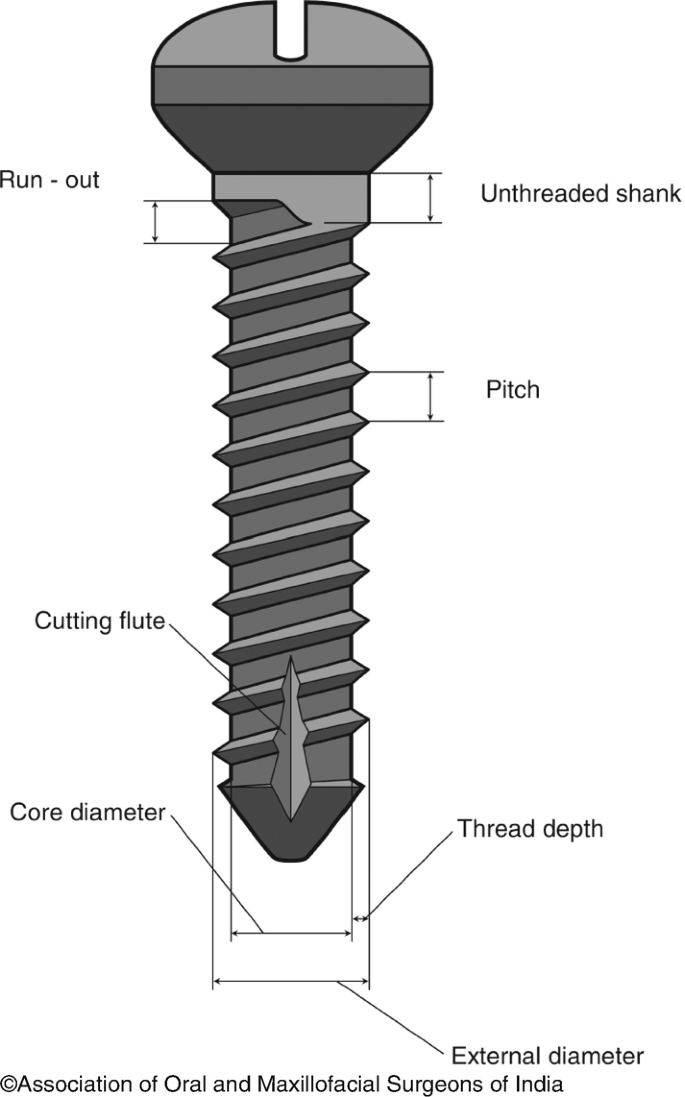 Run - out
Unthreaded shank
Pitch
Cutting flute
Core diameter
Thread depth
External diameter
©Association of Oral and Maxillofacial Surgeons of India